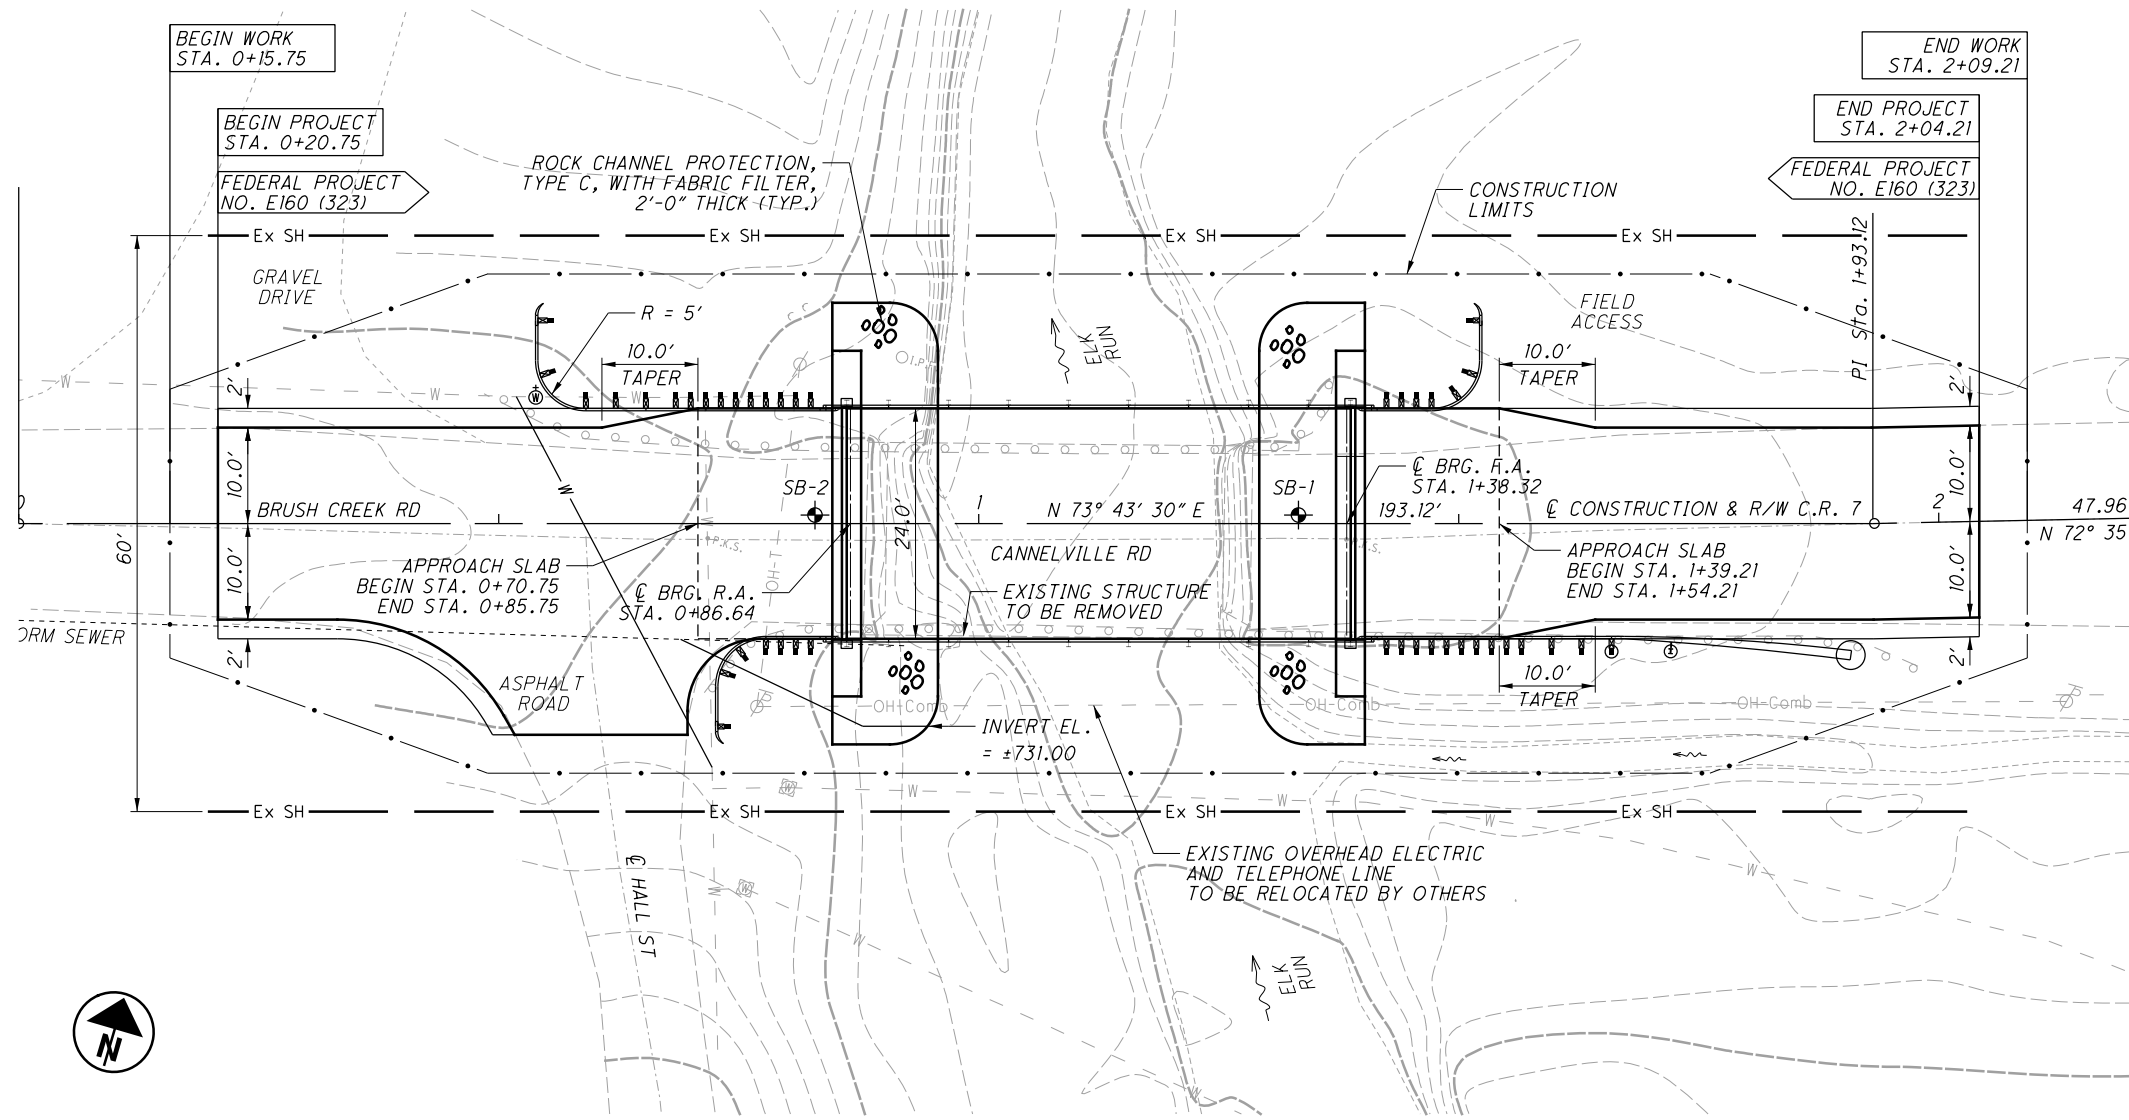 BEGIN WORK
STA. 0+15.75
END WORK
STA. 2+09.21
BEGIN PROJECT
STA. 0+20.75
END PROJECT
STA. 2+04.21
FEDERAL PROJECT
NO. E160 (323)
FEDERAL PROJECT
NO. E160 (323)
ROCK CHANNEL PROTECTION,
TYPE C, WITH FABRIC FILTER,
2'-0" THICK (TYP.)
CONSTRUCTION
LIMITS
PI Sta. 1+93.12
Ex SH
Ex SH
Ex SH
Ex SH
GRAVEL
DRIVE
R = 5'
10.0'
TAPER
ELK
RUN
I.P.
FIELD
ACCESS
10.0'
TAPER
2'
2'
W
W
W
W
10.0'
10.0'
60'
BRUSH CREEK RD
W
SB-2
24.0'
1
N 73° 43' 30" E
SB-1
℄ BRG. F.A.
STA. 1+38.32
193.12'
℄ CONSTRUCTION & R/W C.R. 7
2
10.0'
10.0'
47.96
N 72° 35
P.K.S.
OH-T
CANNELVILLE RD
APPROACH SLAB
BEGIN STA. 0+70.75
END STA. 0+85.75
℄ BRG. R.A.
STA. 0+86.64
EXISTING STRUCTURE
TO BE REMOVED
APPROACH SLAB
BEGIN STA. 1+39.21
END STA. 1+54.21
ORM SEWER
2'
2'
ASPHALT
ROAD
10.0'
TAPER
OH-Comb
OH-Comb
OH-Comb
INVERT EL.
= ±731.00
W
W
W
Ex SH
Ex SH
Ex SH
Ex SH
W
EXISTING OVERHEAD ELECTRIC
AND TELEPHONE LINE
TO BE RELOCATED BY OTHERS
W
W
W
℄ HALL ST
W
ELK
RUN
N
W